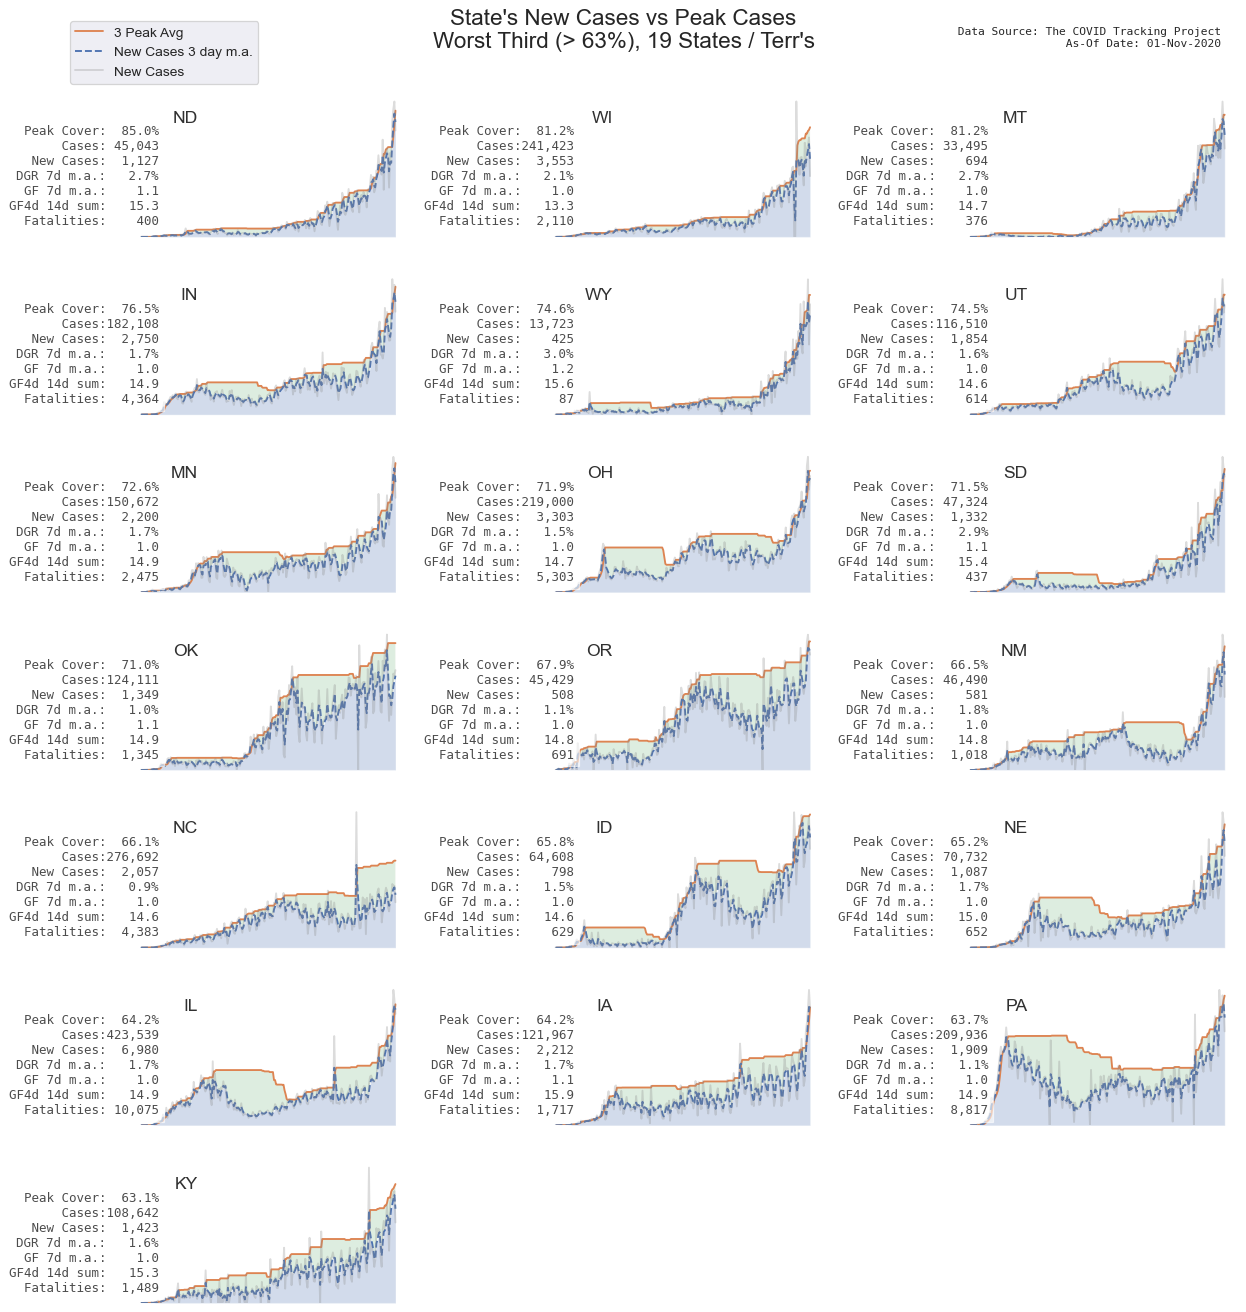 State's New Cases vs Peak Cases
Worst Third (> 63%), 19 States / Terr's
3 Peak Avg
New Cases 3 day m.a.
New Cases
Data Source: The COVID Tracking Project
As-Of Date: 01-Nov-2020
ND
Peak Cover: 85.0%
Cases: 45,043
New Cases: 1,127
DGR 7d m.a.: 2.7%
GF 7d m.a.: 1.1
GF4d 14d sum: 15.3
Fatalities: 400
WI
Peak Cover: 81.2%
Cases:241,423
New Cases: 3,553
DGR 7d m.a.: 2.1%
GF 7d m.a.: 1.0
GF4d 14d sum: 13.3
Fatalities: 2,110
MT
Peak Cover: 81.2%
Cases: 33,495
New Cases: 694
DGR 7d m.a.: 2.7%
GF 7d m.a.: 1.0
GF4d 14d sum: 14.7
Fatalities: 376
IN
Peak Cover: 76.5%
Cases:182,108
New Cases: 2,750
DGR 7d m.a.: 1.7%
GF 7d m.a.: 1.0
GF4d 14d sum: 14.9
Fatalities: 4,364
WY
Peak Cover: 74.6%
Cases: 13,723
New Cases: 425
DGR 7d m.a.: 3.0%
GF 7d m.a.: 1.2
GF4d 14d sum: 15.6
Fatalities: 87
UT
Peak Cover: 74.5%
Cases:116,510
New Cases: 1,854
DGR 7d m.a.: 1.6%
GF 7d m.a.: 1.0
GF4d 14d sum: 14.6
Fatalities: 614
MN
Peak Cover: 72.6%
Cases:150,672
New Cases: 2,200
DGR 7d m.a.: 1.7%
GF 7d m.a.: 1.0
GF4d 14d sum: 14.9
Fatalities: 2,475
OH
Peak Cover: 71.9%
Cases:219,000
New Cases: 3,303
DGR 7d m.a.: 1.5%
GF 7d m.a.: 1.0
GF4d 14d sum: 14.7
Fatalities: 5,303
SD
Peak Cover: 71.5%
Cases: 47,324
New Cases: 1,332
DGR 7d m.a.: 2.9%
GF 7d m.a.: 1.1
GF4d 14d sum: 15.4
Fatalities: 437
OK
Peak Cover: 71.0%
Cases:124,111
New Cases: 1,349
DGR 7d m.a.: 1.0%
GF 7d m.a.: 1.1
GF4d 14d sum: 14.9
Fatalities: 1,345
OR
Peak Cover: 67.9%
Cases: 45,429
New Cases: 508
DGR 7d m.a.: 1.1%
GF 7d m.a.: 1.0
GF4d 14d sum: 14.8
Fatalities: 691
NM
Peak Cover: 66.5%
Cases: 46,490
New Cases: 581
DGR 7d m.a.: 1.8%
GF 7d m.a.: 1.0
GF4d 14d sum: 14.8
Fatalities: 1,018
NC
Peak Cover: 66.1%
Cases:276,692
New Cases: 2,057
DGR 7d m.a.: 0.9%
GF 7d m.a.: 1.0
GF4d 14d sum: 14.6
Fatalities: 4,383
ID
Peak Cover: 65.8%
Cases: 64,608
New Cases: 798
DGR 7d m.a.: 1.5%
GF 7d m.a.: 1.0
GF4d 14d sum: 14.6
Fatalities: 629
NE
Peak Cover: 65.2%
Cases: 70,732
New Cases: 1,087
DGR 7d m.a.: 1.7%
GF 7d m.a.: 1.0
GF4d 14d sum: 15.0
Fatalities: 652
IL
Peak Cover: 64.2%
Cases:423,539
New Cases: 6,980
DGR 7d m.a.: 1.7%
GF 7d m.a.: 1.0
GF4d 14d sum: 14.9
Fatalities: 10,075
IA
Peak Cover: 64.2%
Cases:121,967
New Cases: 2,212
DGR 7d m.a.: 1.7%
GF 7d m.a.: 1.1
GF4d 14d sum: 15.9
Fatalities: 1,717
PA
Peak Cover: 63.7%
Cases:209,936
New Cases: 1,909
DGR 7d m.a.: 1.1%
GF 7d m.a.: 1.0
GF4d 14d sum: 14.9
Fatalities: 8,817
KY
Peak Cover: 63.1%
Cases:108,642
New Cases: 1,423
DGR 7d m.a.: 1.6%
GF 7d m.a.: 1.0
GF4d 14d sum: 15.3
Fatalities: 1,489